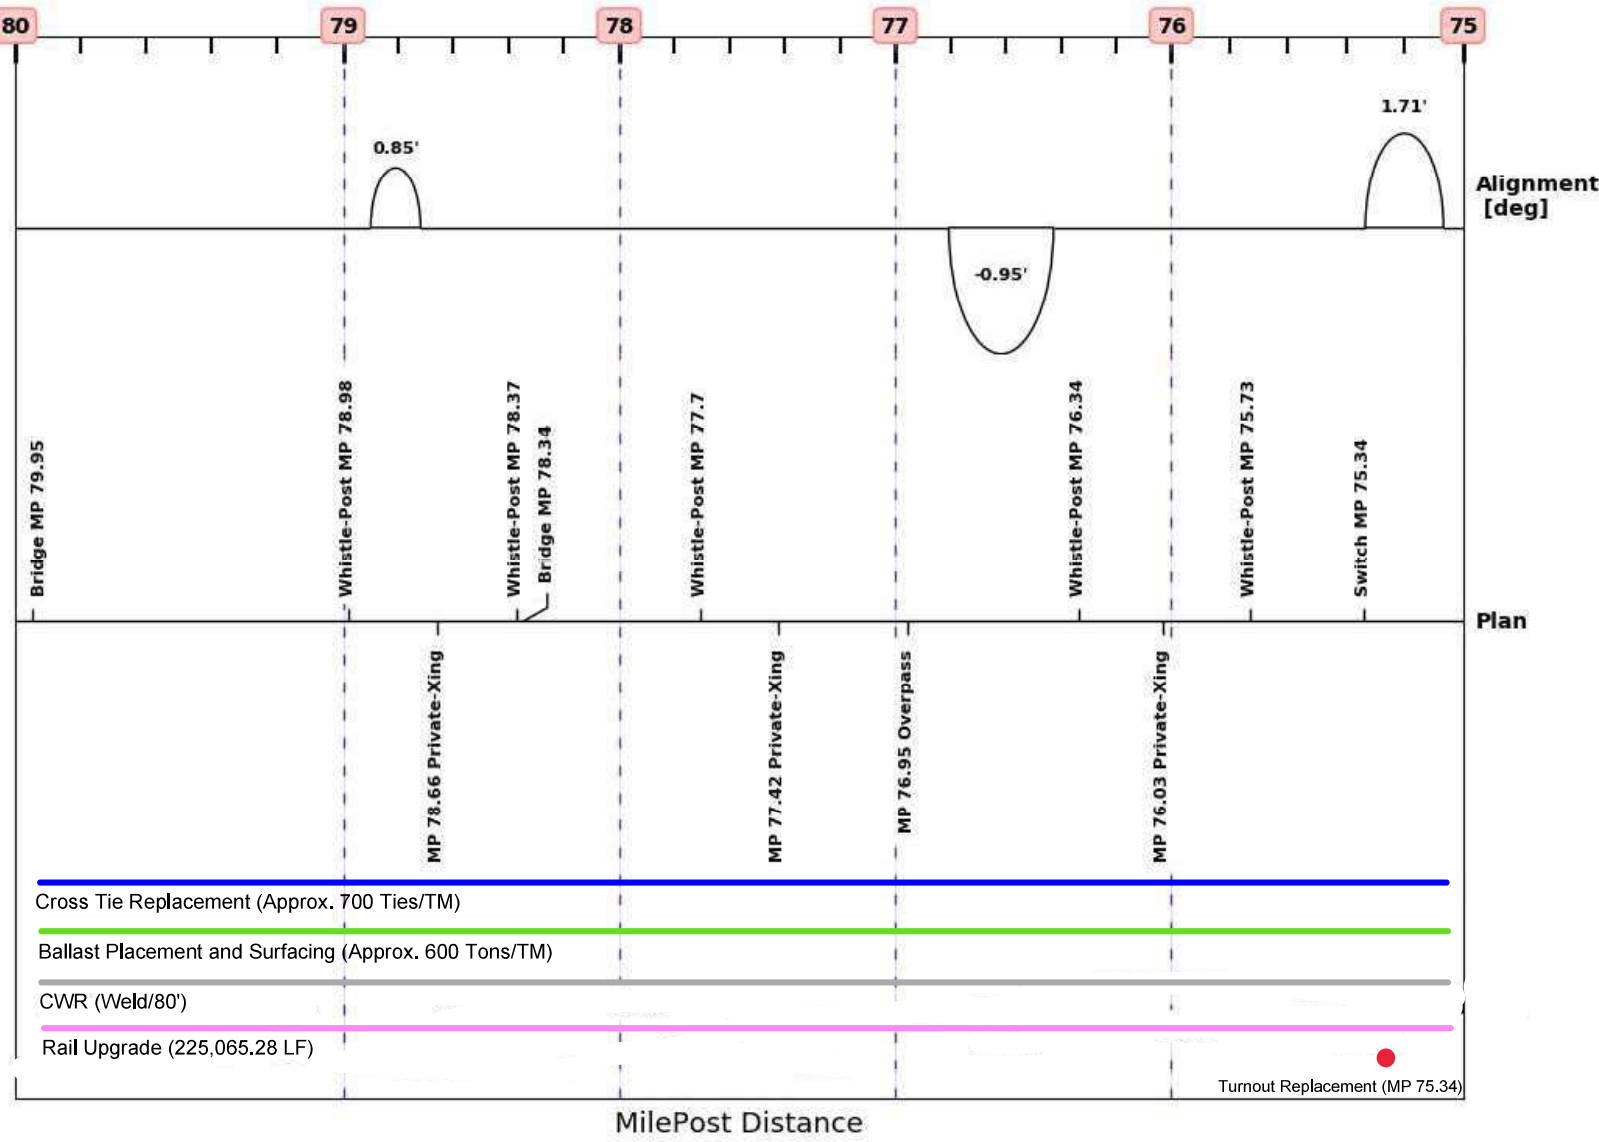 80 79 78 77 76 75
1.71'
0.85'
Alignment
[deg]
-0.95'
Bridge MP 79.95
Whistle-Post MP 78.98
Whistle-Post MP 78.37
Bridge MP 78.34
Whistle-Post MP 77.7
Whistle-Post MP 76.34
Whistle-Post MP 75.73
Switch MP 75.34
Plan
MP 78.66 Private-Xing
MP 77.42 Private-Xing
MP 76.95 Overpass
MP 76.03 Private-Xing
Cross Tie Replacement (Approx. 700 Ties/TM)
Ballast Placement and Surfacing (Approx. 600 Tons/TM)
CWR (Weld/80')
Rail Upgrade (225,065.28 LF)
Turnout Replacement (MP 75.34)
MilePost Distance